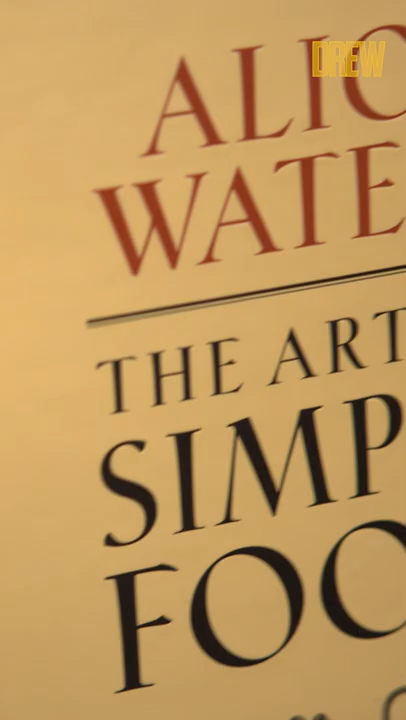 DREW
ALIC
WATE
THE ART
SIMP
FOO